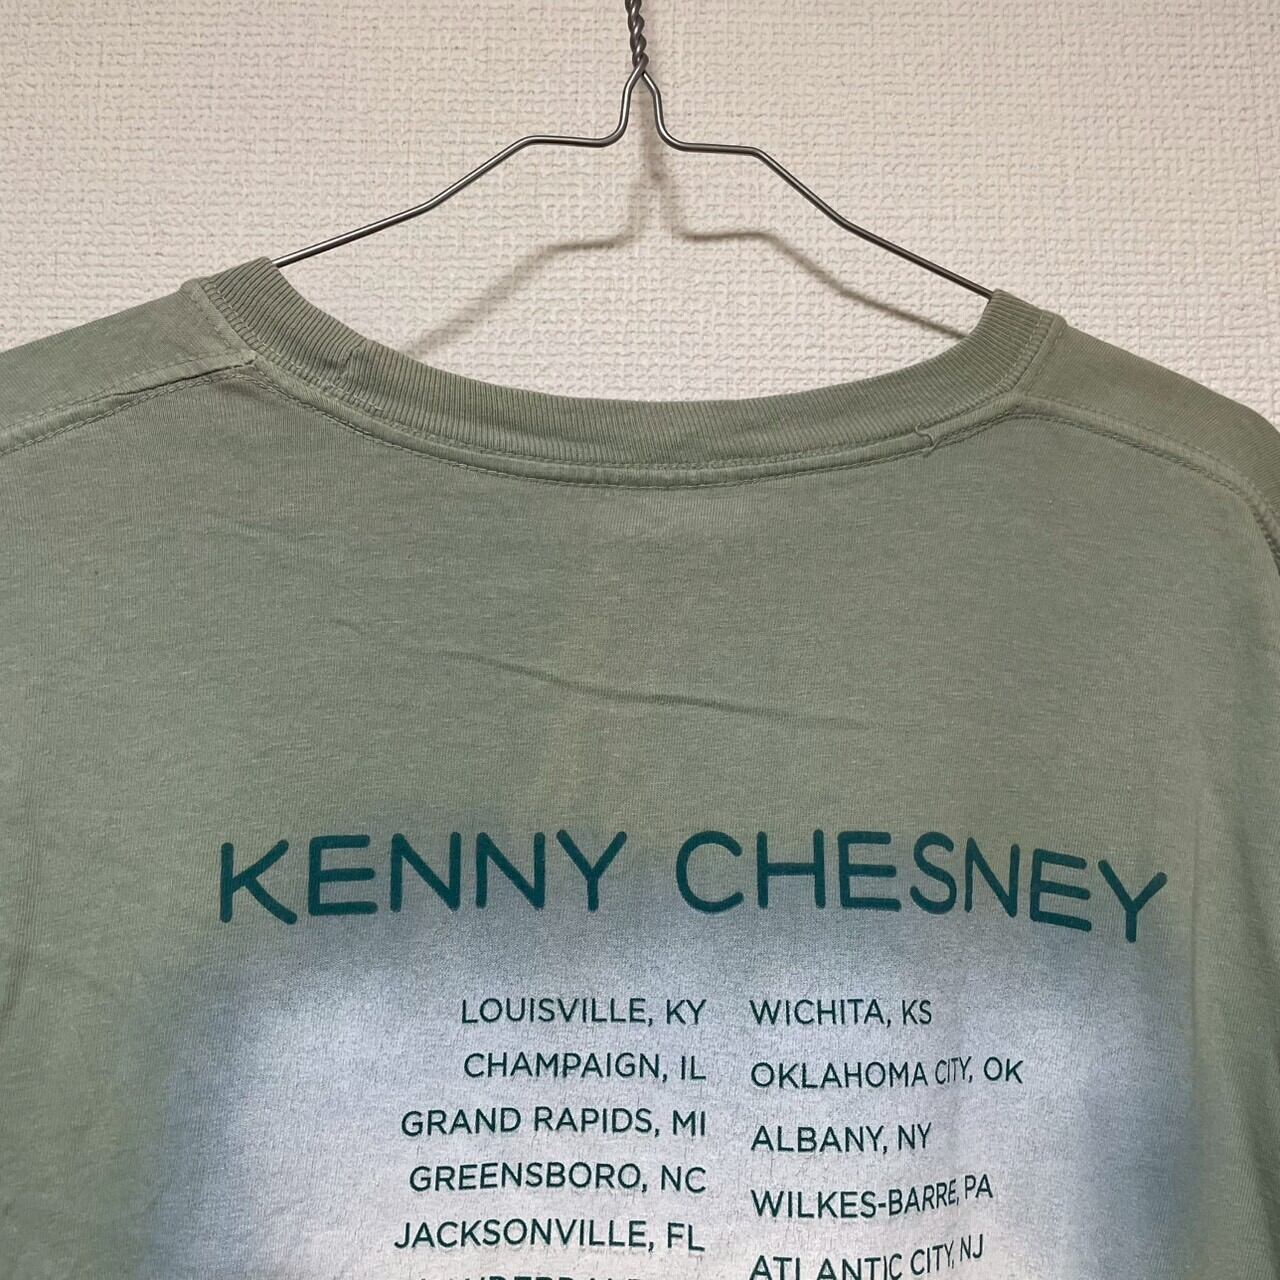 KENNY CHESNEY
LOUISVILLE, KY
CHAMPAIGN, IL
GRAND RAPIDS, MI
GREENSBORO, NC
JACKSONVILLE, FL
WICHITA, KS
OKLAHOMA CITY, OK
ALBANY, NY
WILKES-BARRE, PA
ATLANTIC CITY, NJ